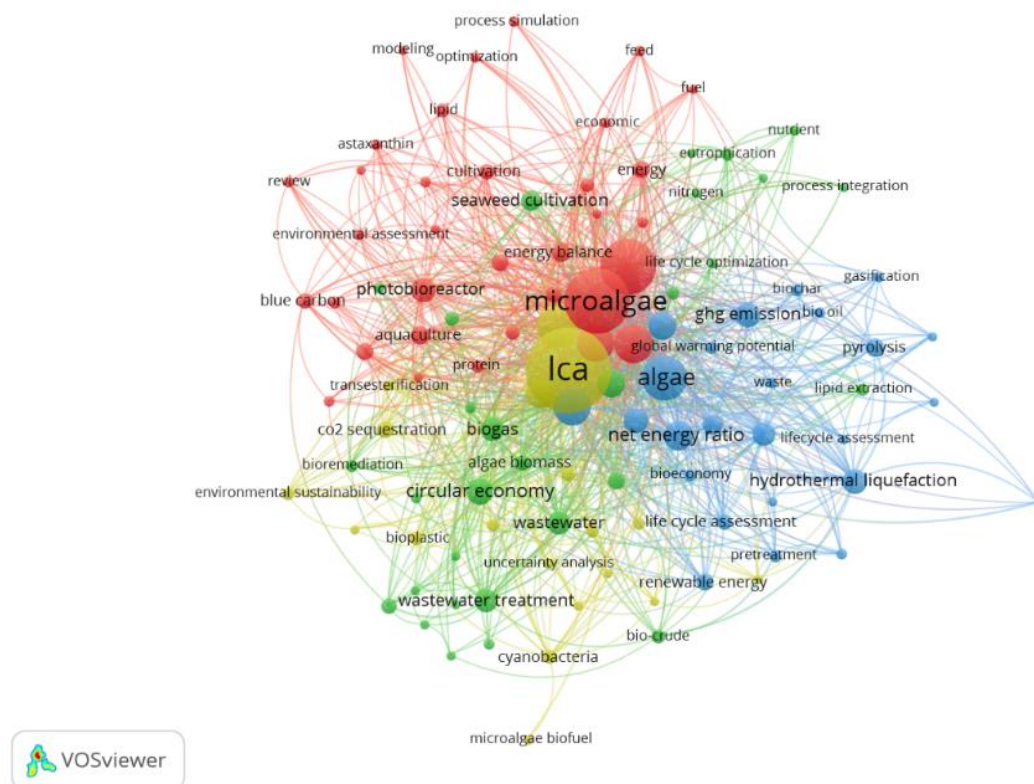 process simulation
modeling
optimization
feed
fuel
lipid
economic
nutrient
astaxanthin
eutrophication
cultivation
energy
review
nitrogen
process integration
seaweed cultivation
environmental assessment
energy balance
life cycle optimization
gasification
photobioreactor
biochar
blue carbon
microalgae
ghg emission
bio oil
aquaculture
global warming potential
pyrolysis
protein
lca
algae
waste
transesterification
lipid extraction
co2 sequestration
biogas
net energy ratio
lifecycle assessment
bioremediation
algae biomass
bioeconomy
hydrothermal liquefaction
environmental sustainability
circular economy
wastewater
life cycle assessment
bioplastic
uncertainty analysis
pretreatment
renewable energy
wastewater treatment
bio-crude
cyanobacteria
microalgae biofuel
VOSviewer